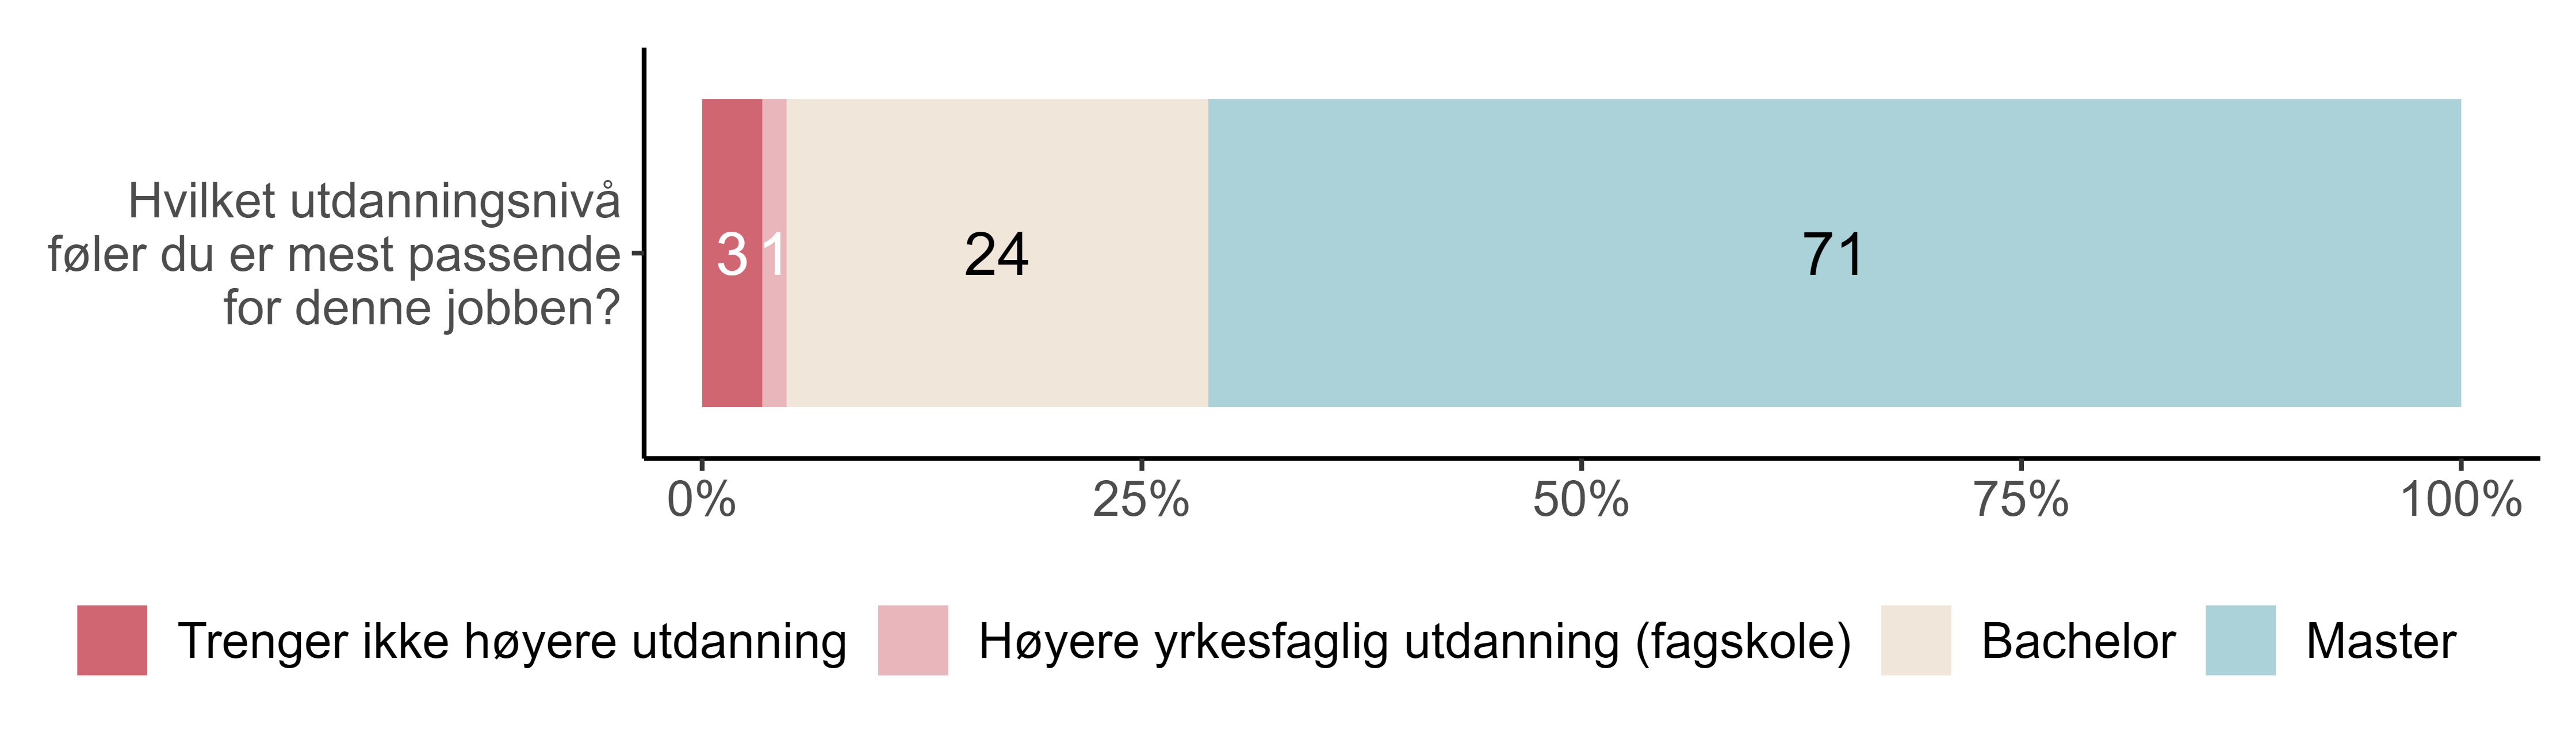 Hvilket utdanningsnivå
føler du er mest passende
for denne jobben?
3 1 24 71
0% 25% 50% 75% 100%
Trenger ikke høyere utdanning Høyere yrkesfaglig utdanning (fagskole) Bachelor Master